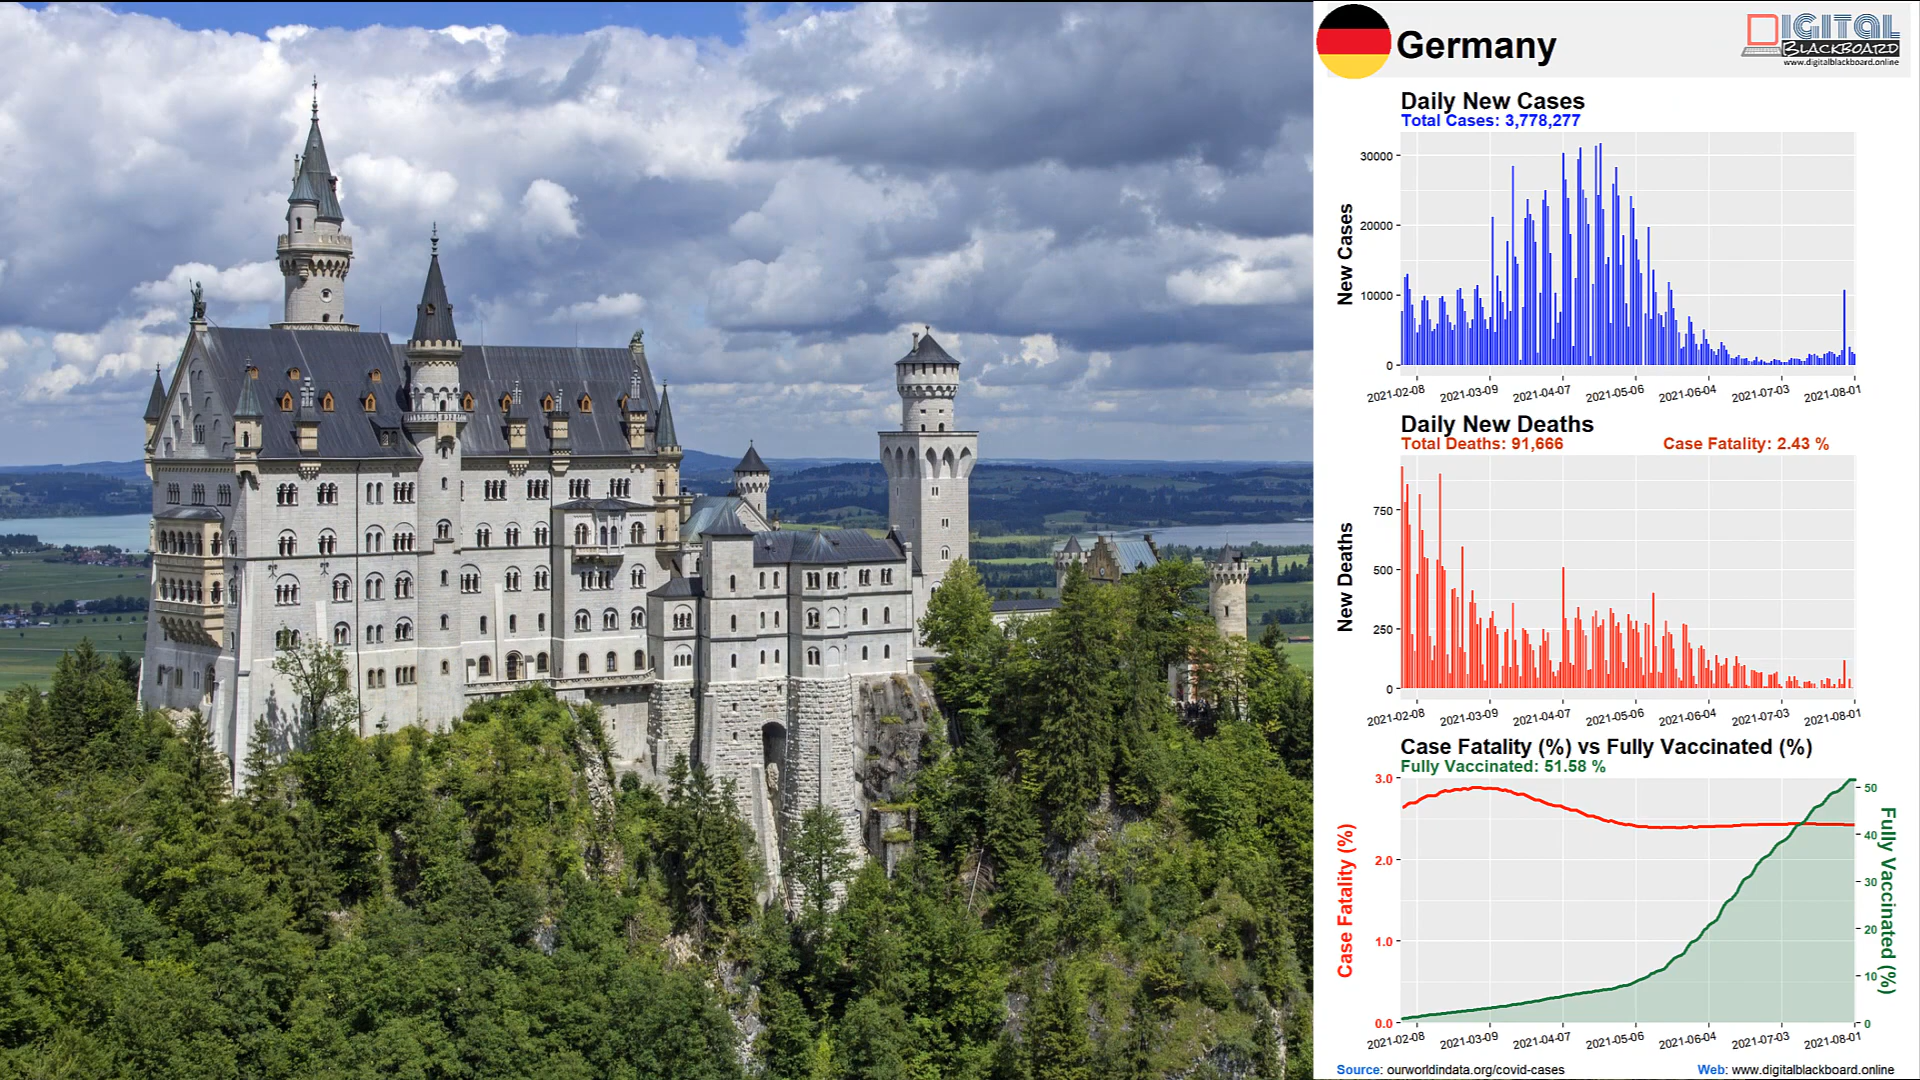 Germany
DIGITAL
BLACKBOARD
www.digitalblackboard.online
Daily New Cases
Total Cases: 3,778,277
New Cases
30000
20000
10000
0
2021-02-08 2021-03-09 2021-04-07 2021-05-06 2021-06-04 2021-07-03 2021-08-01
Daily New Deaths
Total Deaths: 91,666 Case Fatality: 2.43 %
New Deaths
750
500
250
0
2021-02-08 2021-03-09 2021-04-07 2021-05-06 2021-06-04 2021-07-03 2021-08-01
Case Fatality (%) vs Fully Vaccinated (%)
Fully Vaccinated: 51.58 %
Case Fatality (%)
3.0
2.0
1.0
0.0
50
40
30
20
10
0
Fully Vaccinated (%)
2021-02-08 2021-03-09 2021-04-07 2021-05-06 2021-06-04 2021-07-03 2021-08-01
Source: ourworldindata.org/covid-cases Web: www.digitalblackboard.online